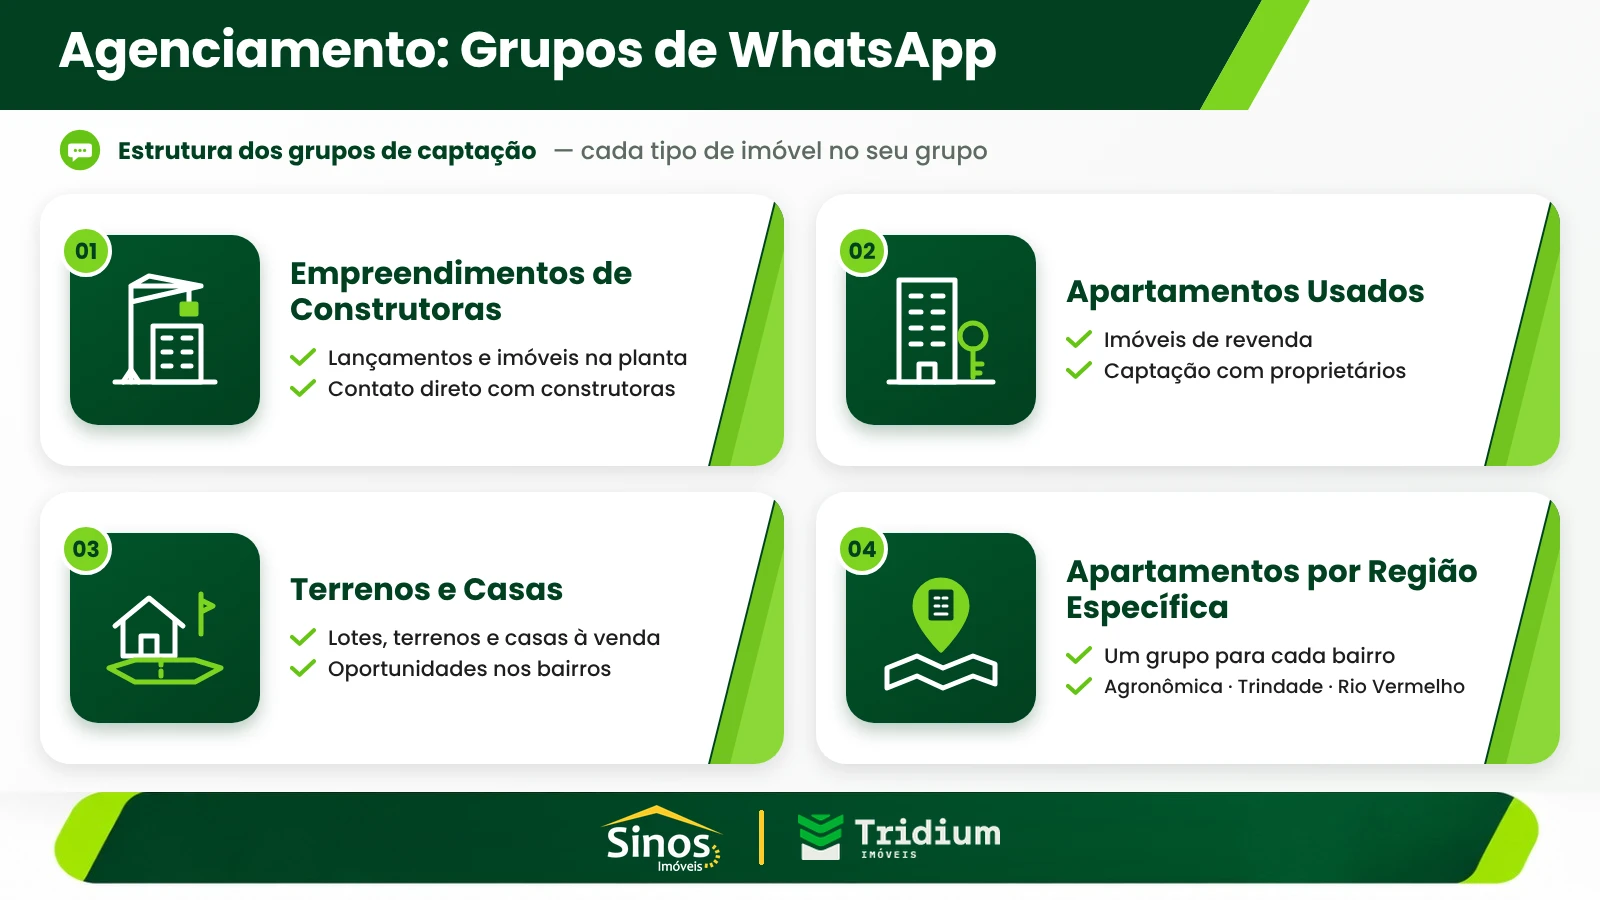 Agenciamento: Grupos de WhatsApp
Estrutura dos grupos de captação — cada tipo de imóvel no seu grupo
01
Empreendimentos de
Construtoras
Lançamentos e imóveis na planta
Contato direto com construtoras
02
Apartamentos Usados
Imóveis de revenda
Captação com proprietários
03
Terrenos e Casas
Lotes, terrenos e casas à venda
Oportunidades nos bairros
04
Apartamentos por Região
Específica
Um grupo para cada bairro
Agronômica · Trindade · Rio Vermelho
Sinos
Imóveis
Tridium
IMÓVEIS